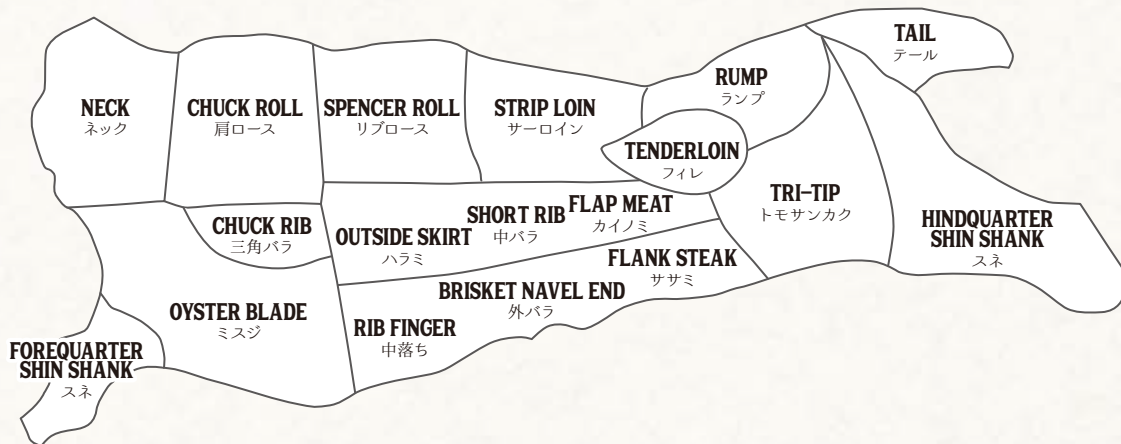 TAIL
テール
RUMP
ランプ
NECK
ネック
CHUCK ROLL
肩ロース
SPENCER ROLL
リブロース
STRIP LOIN
サーロイン
TENDERLOIN
フィレ
TRI-TIP
トモサンカク
HINDQUARTER
SHIN SHANK
スネ
CHUCK RIB
三角バラ
OUTSIDE SKIRT
ハラミ
SHORT RIB
中バラ
FLAP MEAT
カイノミ
FLANK STEAK
ササミ
BRISKET NAVEL END
外バラ
RIB FINGER
中落ち
OYSTER BLADE
ミスジ
FOREQUARTER
SHIN SHANK
スネ